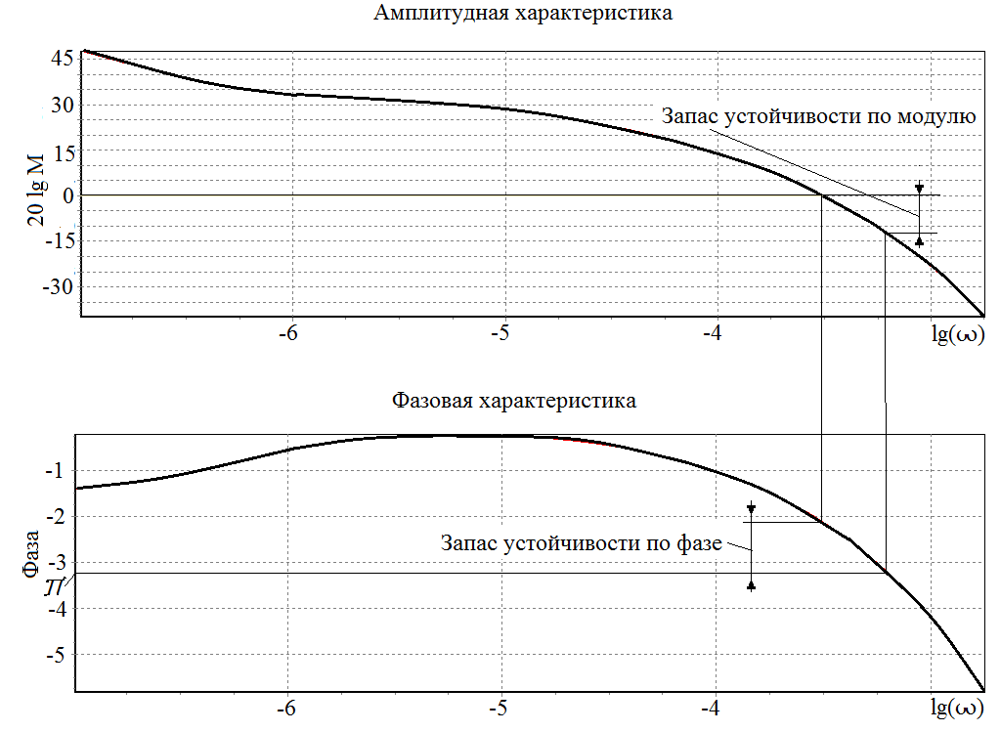 Амплитудная характеристика
45
30
15
0
-15
-30
20 lg M
Запас устойчивости по модулю
-6
-5
-4
lg(ω)
Фазовая характеристика
-1
-2
-3
π
-4
-5
Фаза
Запас устойчивости по фазе
-6
-5
-4
lg(ω)